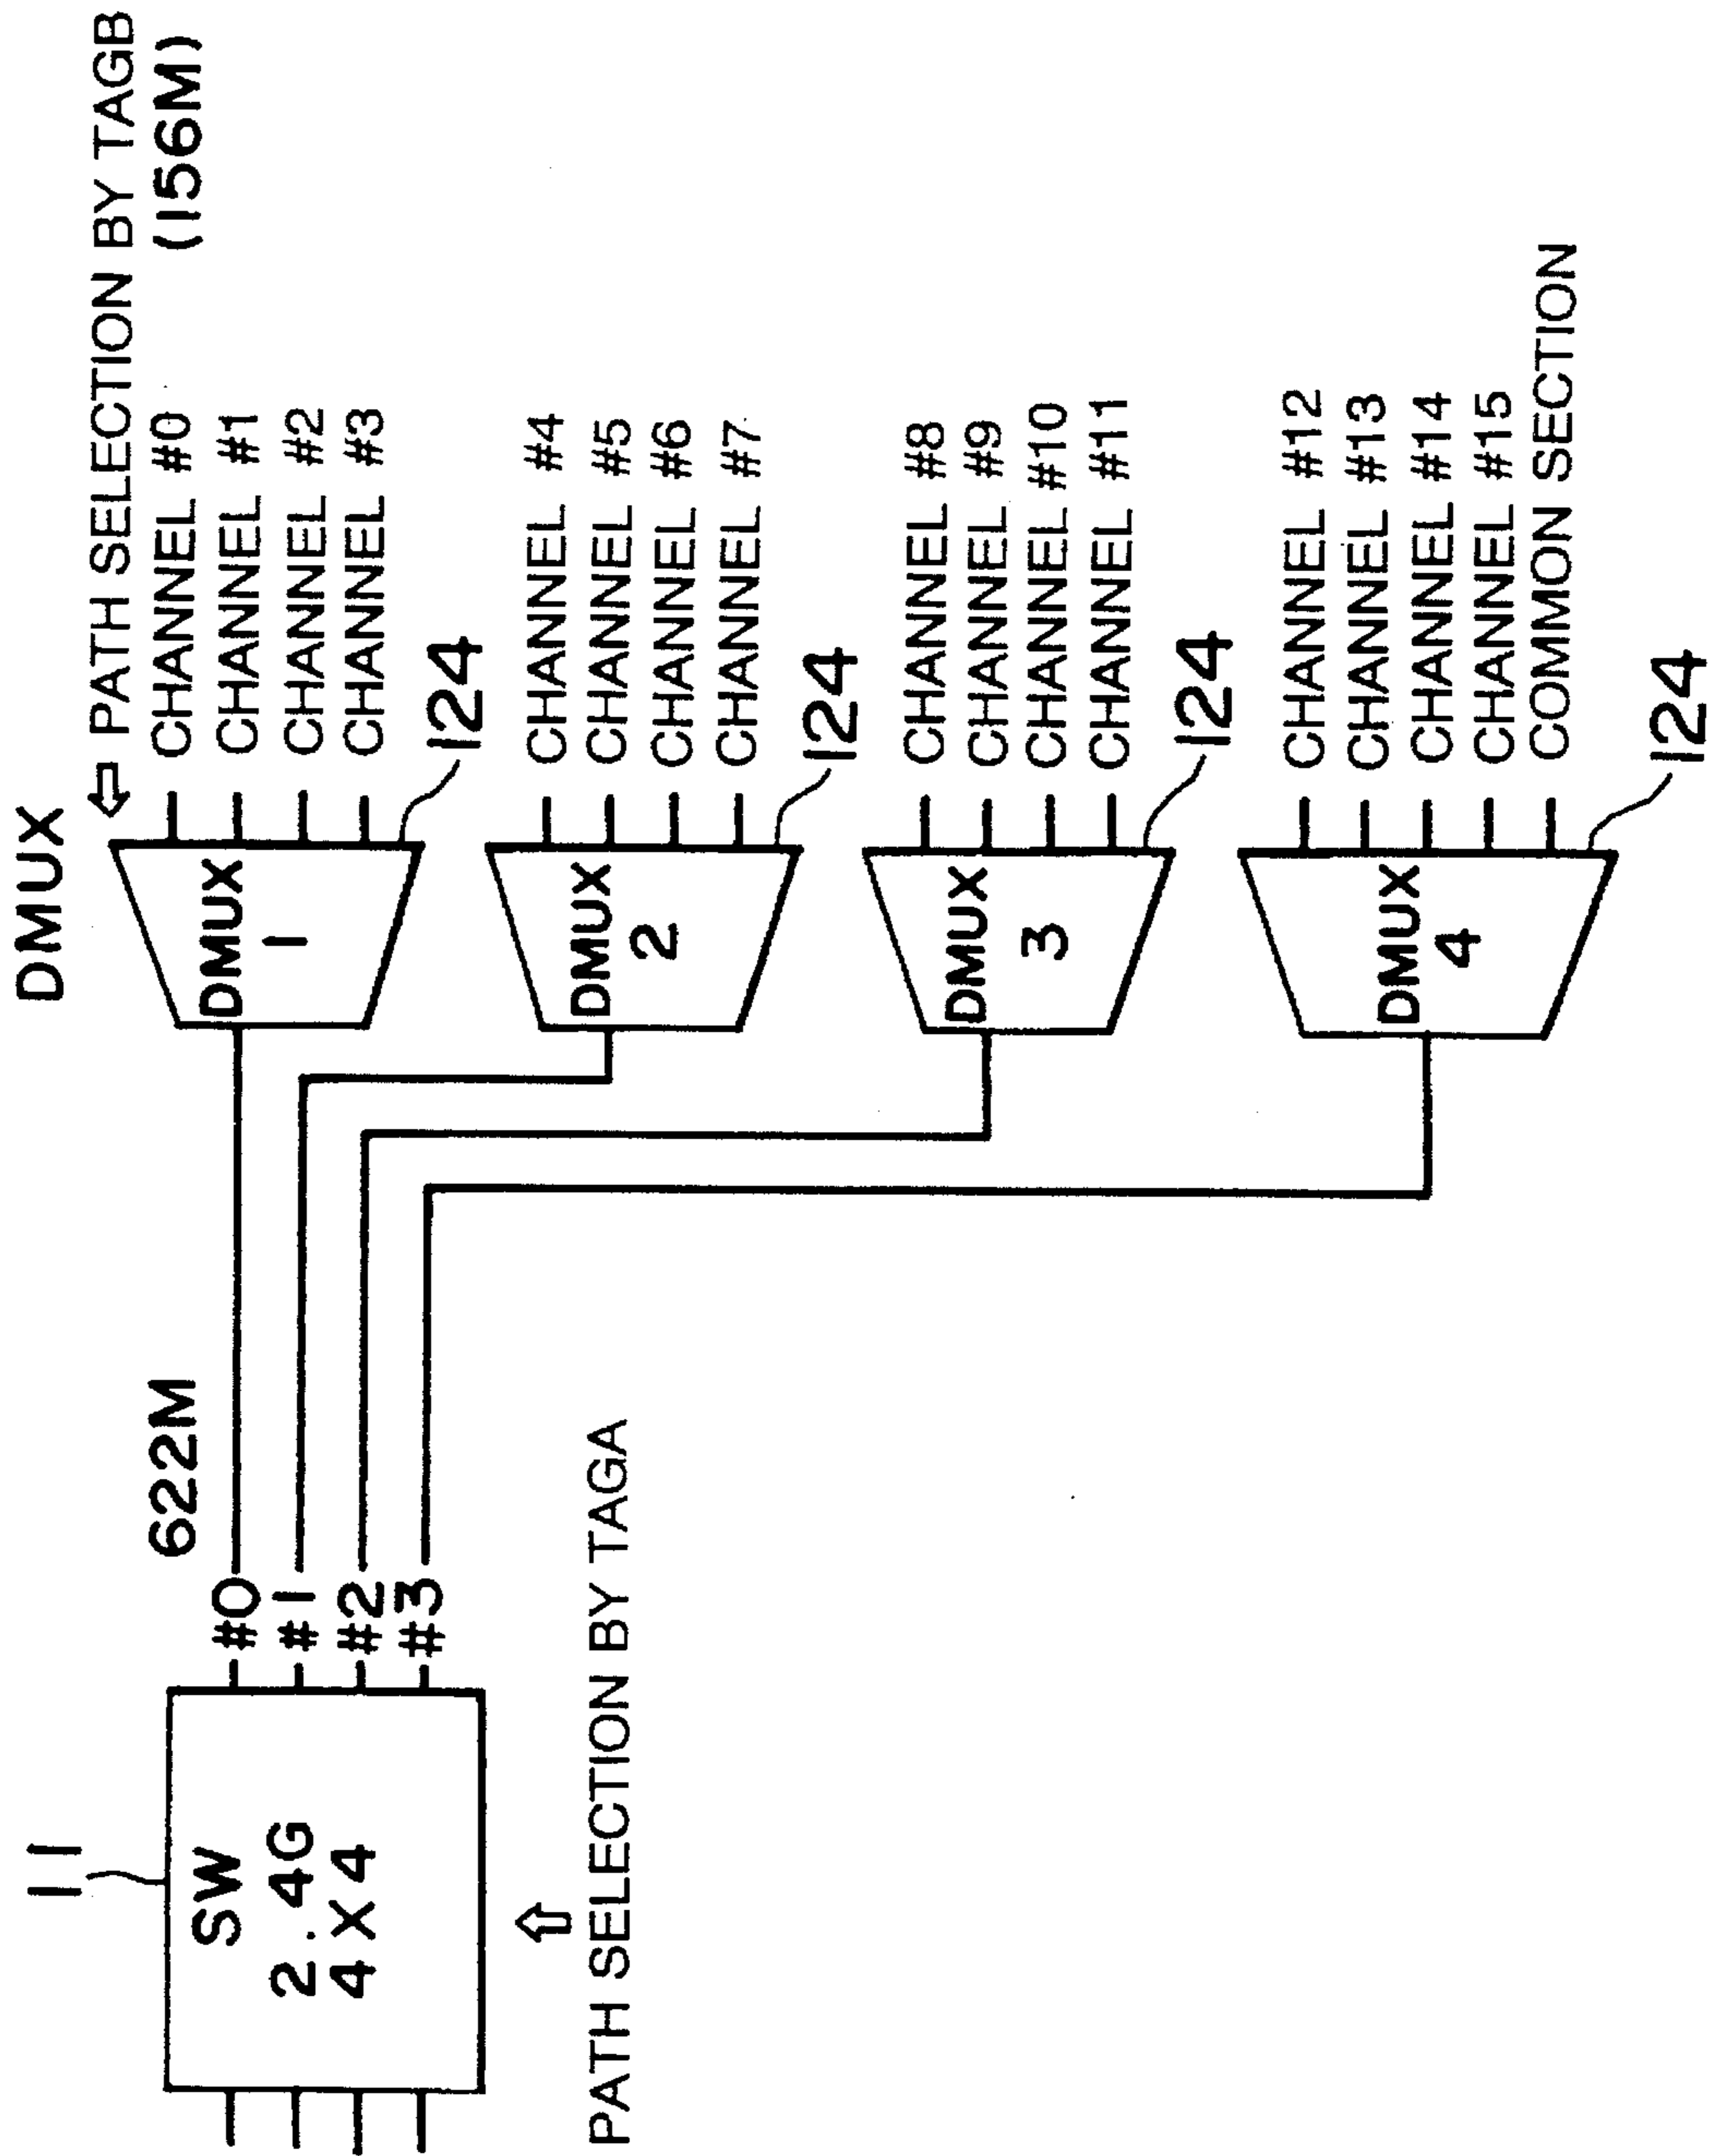 DMUX
PATH SELECTION BY TAGB
(156M)
11
SW
2.4G
4X4
PATH SELECTION BY TAGA
622M
#0
#1
#2
#3
DMUX
1
CHANNEL #0
CHANNEL #1
CHANNEL #2
CHANNEL #3
124
DMUX
2
CHANNEL #4
CHANNEL #5
CHANNEL #6
CHANNEL #7
124
DMUX
3
CHANNEL #8
CHANNEL #9
CHANNEL #10
CHANNEL #11
124
DMUX
4
CHANNEL #12
CHANNEL #13
CHANNEL #14
CHANNEL #15
COMMON SECTION
124